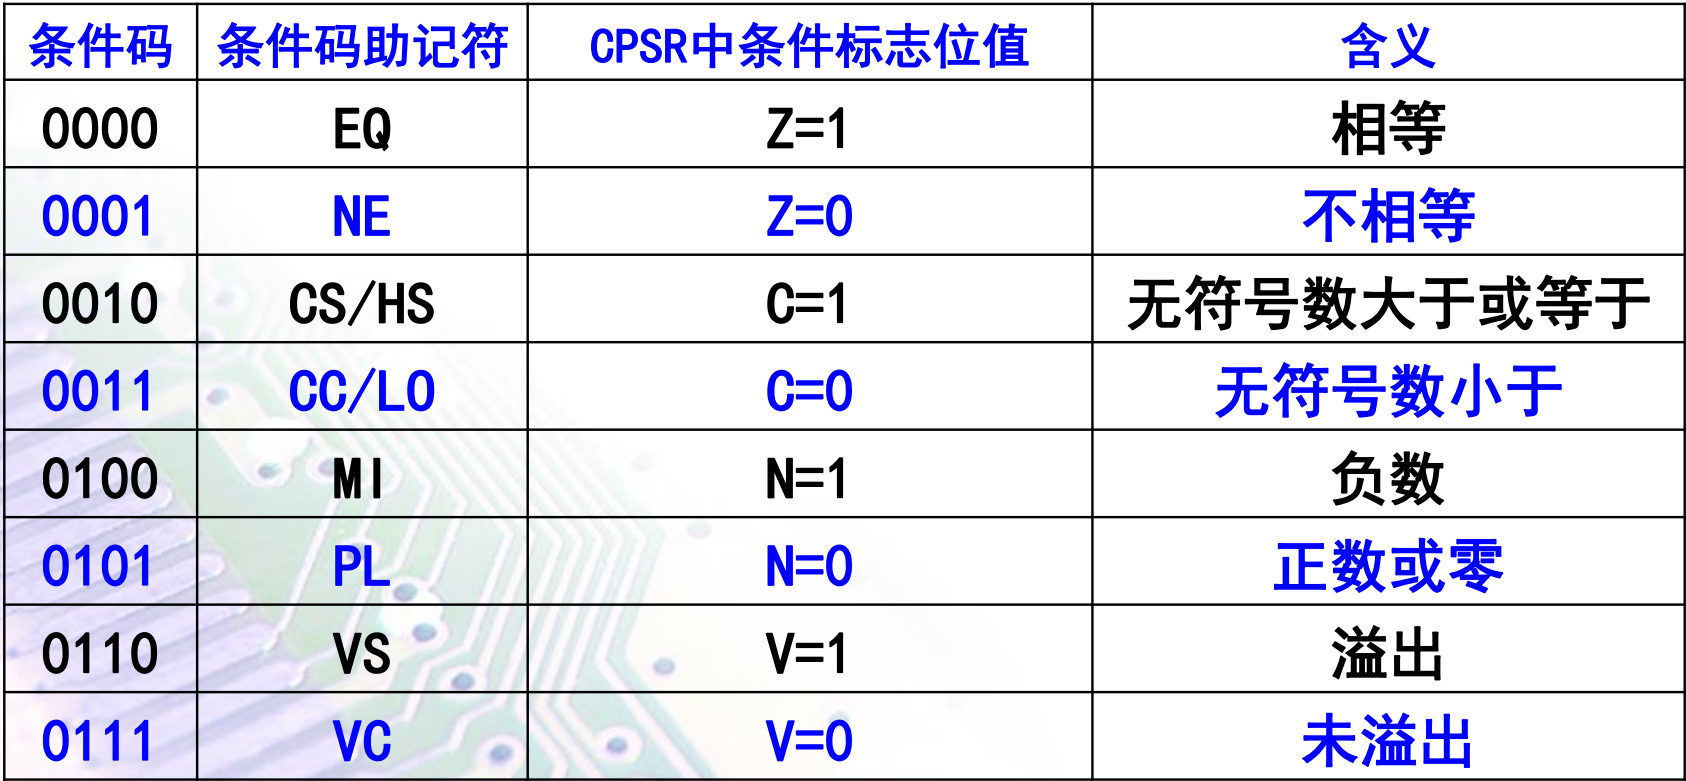 条件码 条件码助记符 CPSR中条件标志位值 含义
0000 EQ Z=1 相等
0001 NE Z=0 不相等
0010 CS/HS C=1 无符号数大于或等于
0011 CC/LO C=0 无符号数小于
0100 MI N=1 负数
0101 PL N=0 正数或零
0110 VS V=1 溢出
0111 VC V=0 未溢出